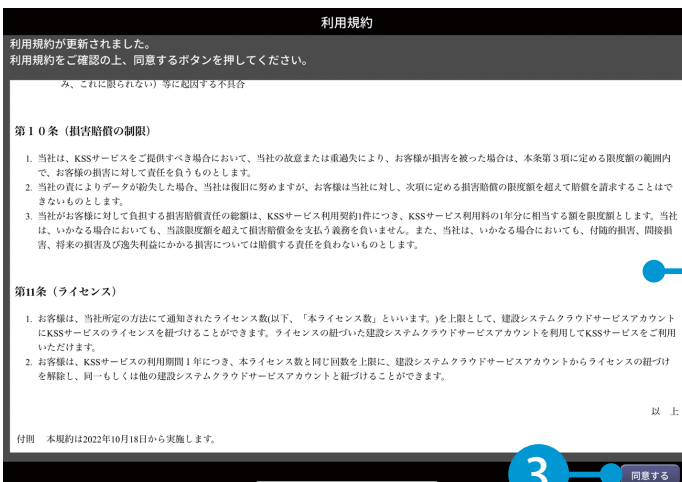 利用規約
利用規約が更新されました。
利用規約をご確認の上、同意するボタンを押してください。
み、これに限られない）等に起因する不具合
第１０条（損害賠償の制限）
1. 当社は、KSSサービスをご提供すべき場合において、当社の故意または重過失により、お客様が損害を被った場合は、本条第３項に定める限度額の範囲内
で、お客様の損害に対して責任を負うものとします。
2. 当社の責によりデータが紛失した場合、当社は復旧に努めますが、お客様は当社に対し、次項に定める損害賠償の限度額を超えて賠償を請求することはで
きないものとします。
3. 当社がお客様に対して負担する損害賠償責任の総額は、KSSサービス利用契約1件につき、KSSサービス利用料の1年分に相当する額を限度額とします。当社
は、いかなる場合においても、当該限度額を超えて損害賠償金を支払う義務を負いません。また、当社は、いかなる場合においても、付随的損害、間接損
害、将来の損害及び逸失利益にかかる損害については賠償する責任を負わないものとします。
第11条（ライセンス）
1. お客様は、当社所定の方法にて通知されたライセンス数(以下、「本ライセンス数」といいます。)を上限として、建設システムクラウドサービスアカウント
にKSSサービスのライセンスを紐づけることができます。ライセンスの紐づいた建設システムクラウドサービスアカウントを利用してKSSサービスをご利用
いただけます。
2. お客様は、KSSサービスの利用期間１年につき、本ライセンス数と同じ回数を上限に、建設システムクラウドサービスアカウントからライセンスの紐づけ
を解除し、同一もしくは他の建設システムクラウドサービスアカウントと紐づけることができます。
以　上
付則　本規約は2022年10月18日から実施します。
3
同意する